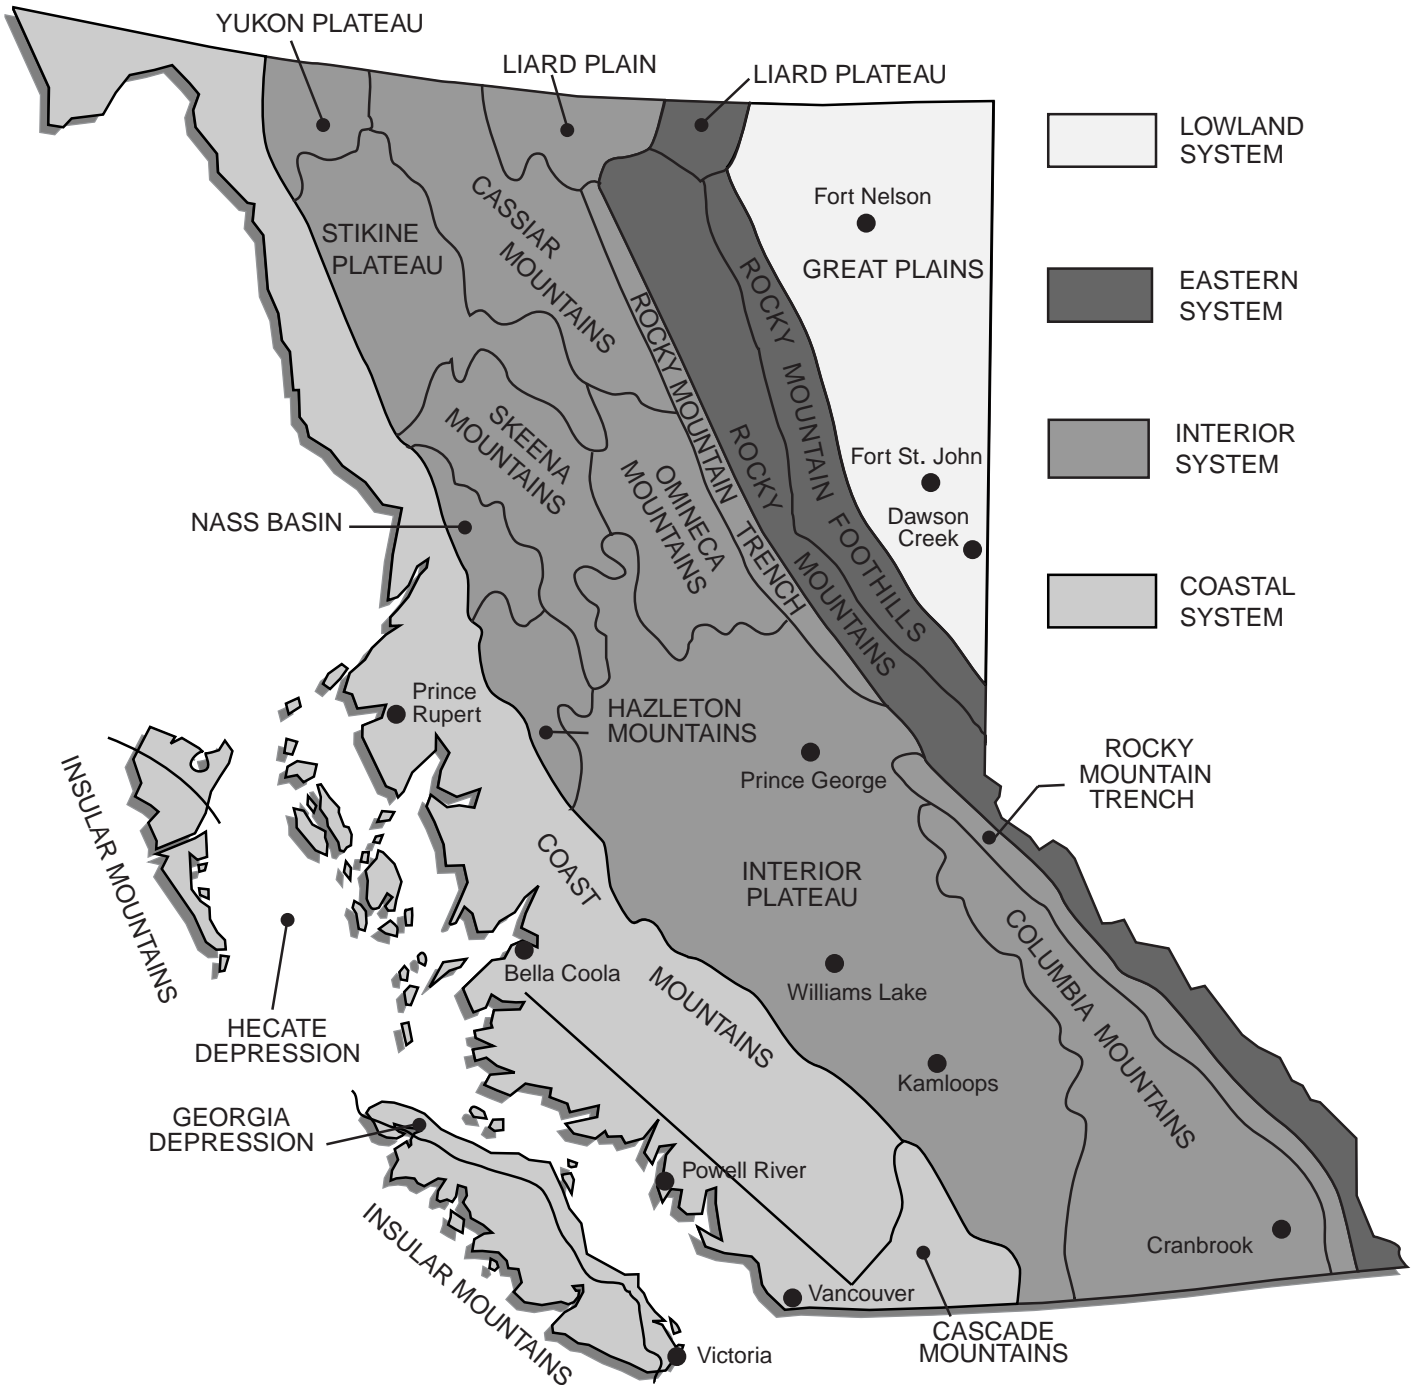 YUKON PLATEAU
LIARD PLAIN
LIARD PLATEAU
LOWLAND
SYSTEM
Fort Nelson
CASSIAR
MOUNTAINS
STIKINE
PLATEAU
GREAT PLAINS
EASTERN
SYSTEM
ROCKY MOUNTAIN TRENCH
ROCKY MOUNTAIN FOOTHILLS
SKEENA
MOUNTAINS
ROCKY
MOUNTAINS
OMINECA
MOUNTAINS
INTERIOR
SYSTEM
Fort St. John
Dawson
Creek
NASS BASIN
COASTAL
SYSTEM
Prince
Rupert
HAZLETON
MOUNTAINS
Prince George
ROCKY
MOUNTAIN
TRENCH
INSULAR MOUNTAINS
COAST
MOUNTAINS
INTERIOR
PLATEAU
COLUMBIA MOUNTAINS
Bella Coola
Williams Lake
HECATE
DEPRESSION
Kamloops
GEORGIA
DEPRESSION
Powell River
INSULAR MOUNTAINS
Cranbrook
Vancouver
CASCADE
MOUNTAINS
Victoria